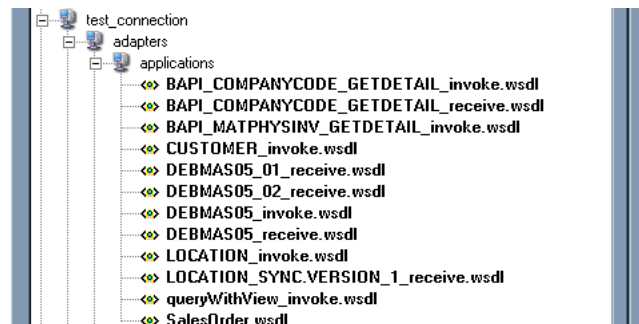 test_connection
adapters
applications
BAPI_COMPANYCODE_GETDETAIL_invoke.wsdl
BAPI_COMPANYCODE_GETDETAIL_receive.wsdl
BAPI_MATPHYSINV_GETDETAIL_invoke.wsdl
CUSTOMER_invoke.wsdl
DEBMAS05_01_receive.wsdl
DEBMAS05_02_receive.wsdl
DEBMAS05_invoke.wsdl
DEBMAS05_receive.wsdl
LOCATION_invoke.wsdl
LOCATION_SYNC.VERSION_1_receive.wsdl
queryWithView_invoke.wsdl
SalesOrder.wsdl